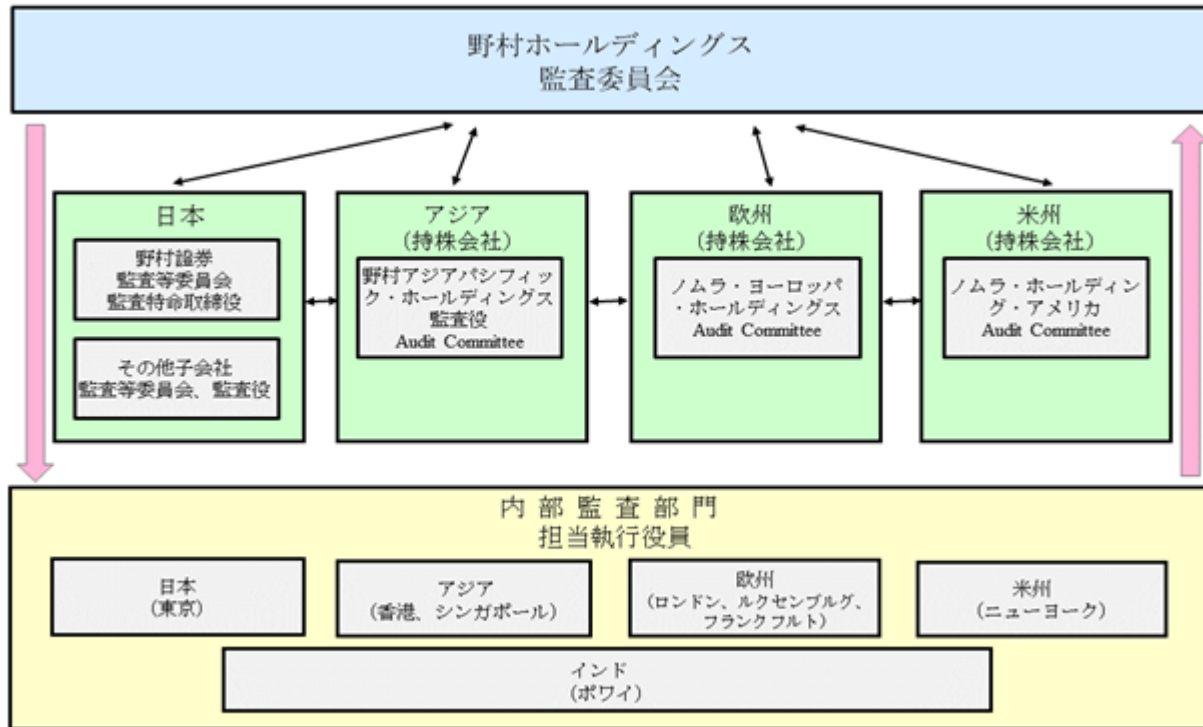 野村ホールディングス
監査委員会
日本
野村證券
監査等委員会
監査特命取締役
その他子会社
監査等委員会、監査役
アジア
(持株会社)
野村アジアパシフィッ
ク・ホールディングス
監査役
Audit Committee
欧州
(持株会社)
ノムラ・ヨーロッパ
・ホールディングス
Audit Committee
米州
(持株会社)
ノムラ・ホールディン
グ・アメリカ
Audit Committee
内部監査部門
担当執行役員
日本
(東京)
アジア
(香港、シンガポール)
欧州
(ロンドン、ルクセンブルグ、
フランクフルト)
米州
(ニューヨーク)
インド
(ポワイ)